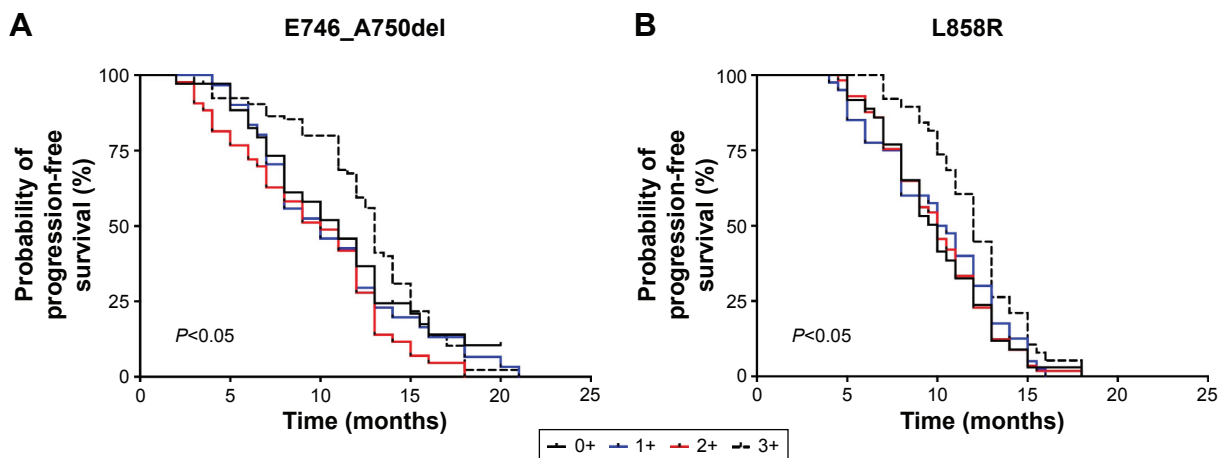 A
E746_A750del
Probability of
progression-free
survival (%)
100
75
50
25
0
P<0.05
0 5 10 15 20 25
Time (months)
B
L858R
Probability of
progression-free
survival (%)
100
75
50
25
0
P<0.05
0 5 10 15 20 25
Time (months)
0+ 1+ 2+ 3+